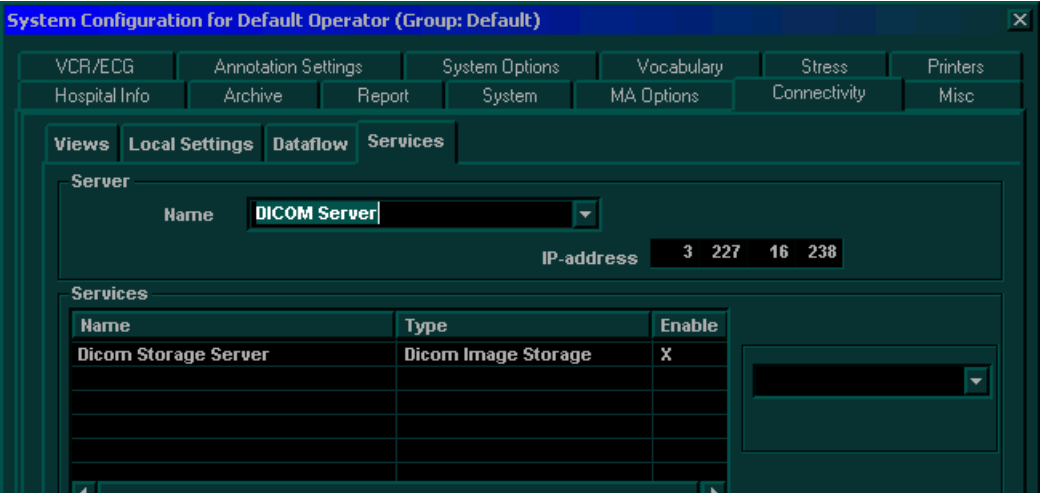 System Configuration for Default Operator (Group: Default)
VCR/ECG Annotation Settings System Options Vocabulary Stress Printers
Hospital Info Archive Report System MA Options Connectivity Misc
Views Local Settings Dataflow Services
Server
Name DICOM Server
IP-address 3 227 16 238
Services
Name Type Enable
Dicom Storage Server Dicom Image Storage X